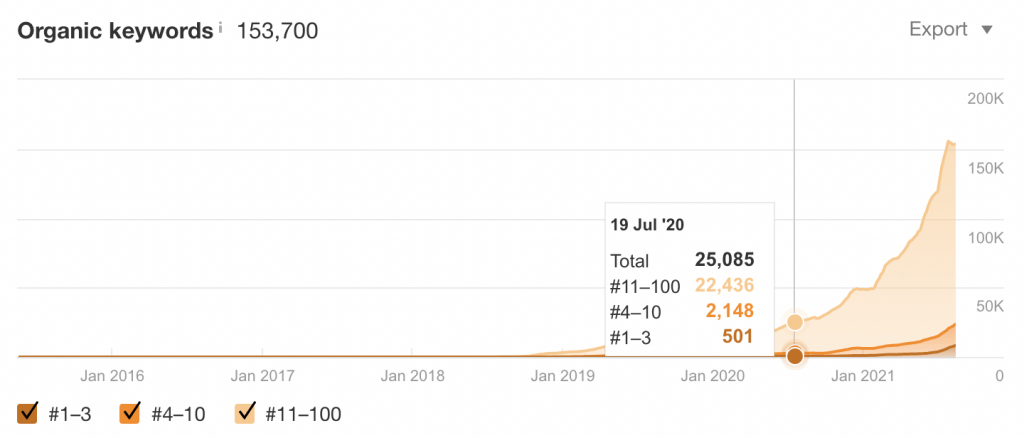 Organic keywords i 153,700
Export ▼
200K
150K
100K
50K
0
19 Jul '20
Total 25,085
#11–100 22,436
#4–10 2,148
#1–3 501
Jan 2016 Jan 2017 Jan 2018 Jan 2019 Jan 2020 Jan 2021
#1–3 #4–10 #11–100